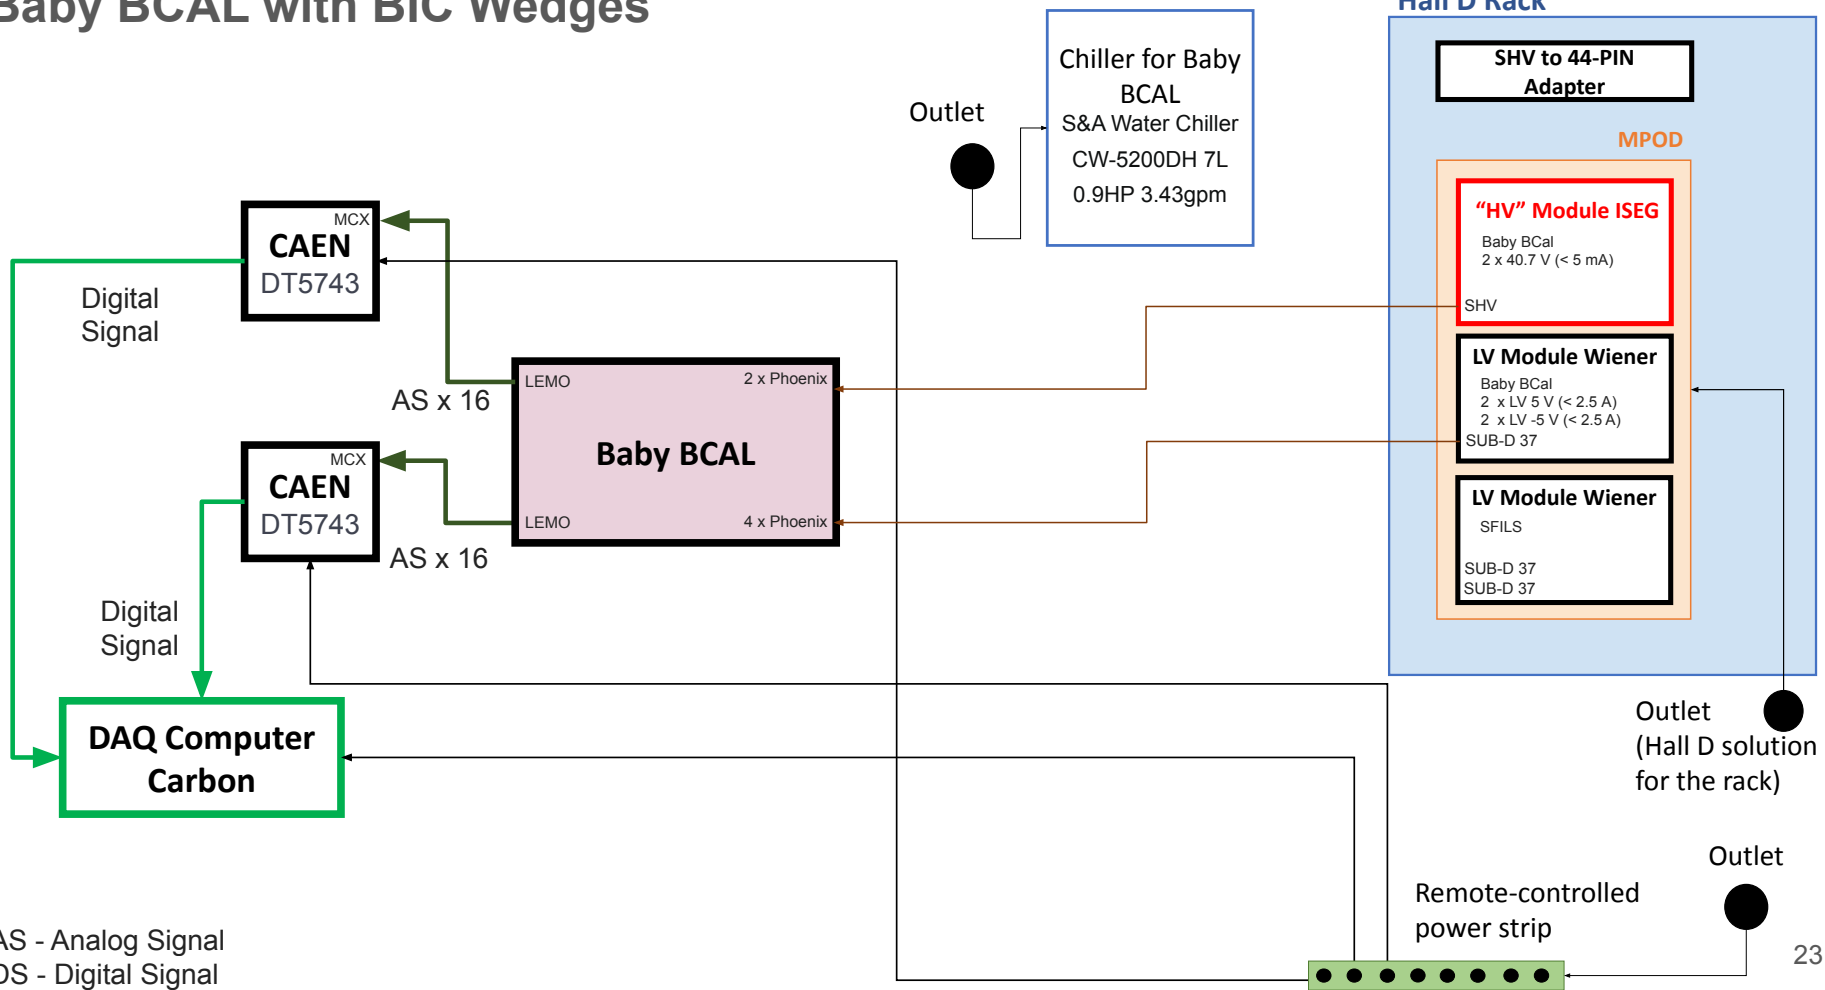 Baby BCAL with BIC Wedges
Hall D Rack
SHV to 44-PIN
Adapter
MPOD
"HV" Module ISEG
Baby BCal
2 x 40.7 V (< 5 mA)
SHV
LV Module Wiener
Baby BCal
2 x LV 5 V (< 2.5 A)
2 x LV -5 V (< 2.5 A)
SUB-D 37
LV Module Wiener
SFILS
SUB-D 37
SUB-D 37
Chiller for Baby
BCAL
S&A Water Chiller
CW-5200DH 7L
0.9HP 3.43gpm
Outlet
MCX
CAEN
DT5743
Digital
Signal
AS x 16
LEMO
2 x Phoenix
Baby BCAL
LEMO
4 x Phoenix
MCX
CAEN
DT5743
AS x 16
Digital
Signal
DAQ Computer
Carbon
Outlet
(Hall D solution
for the rack)
Outlet
Remote-controlled
power strip
AS - Analog Signal
DS - Digital Signal
23